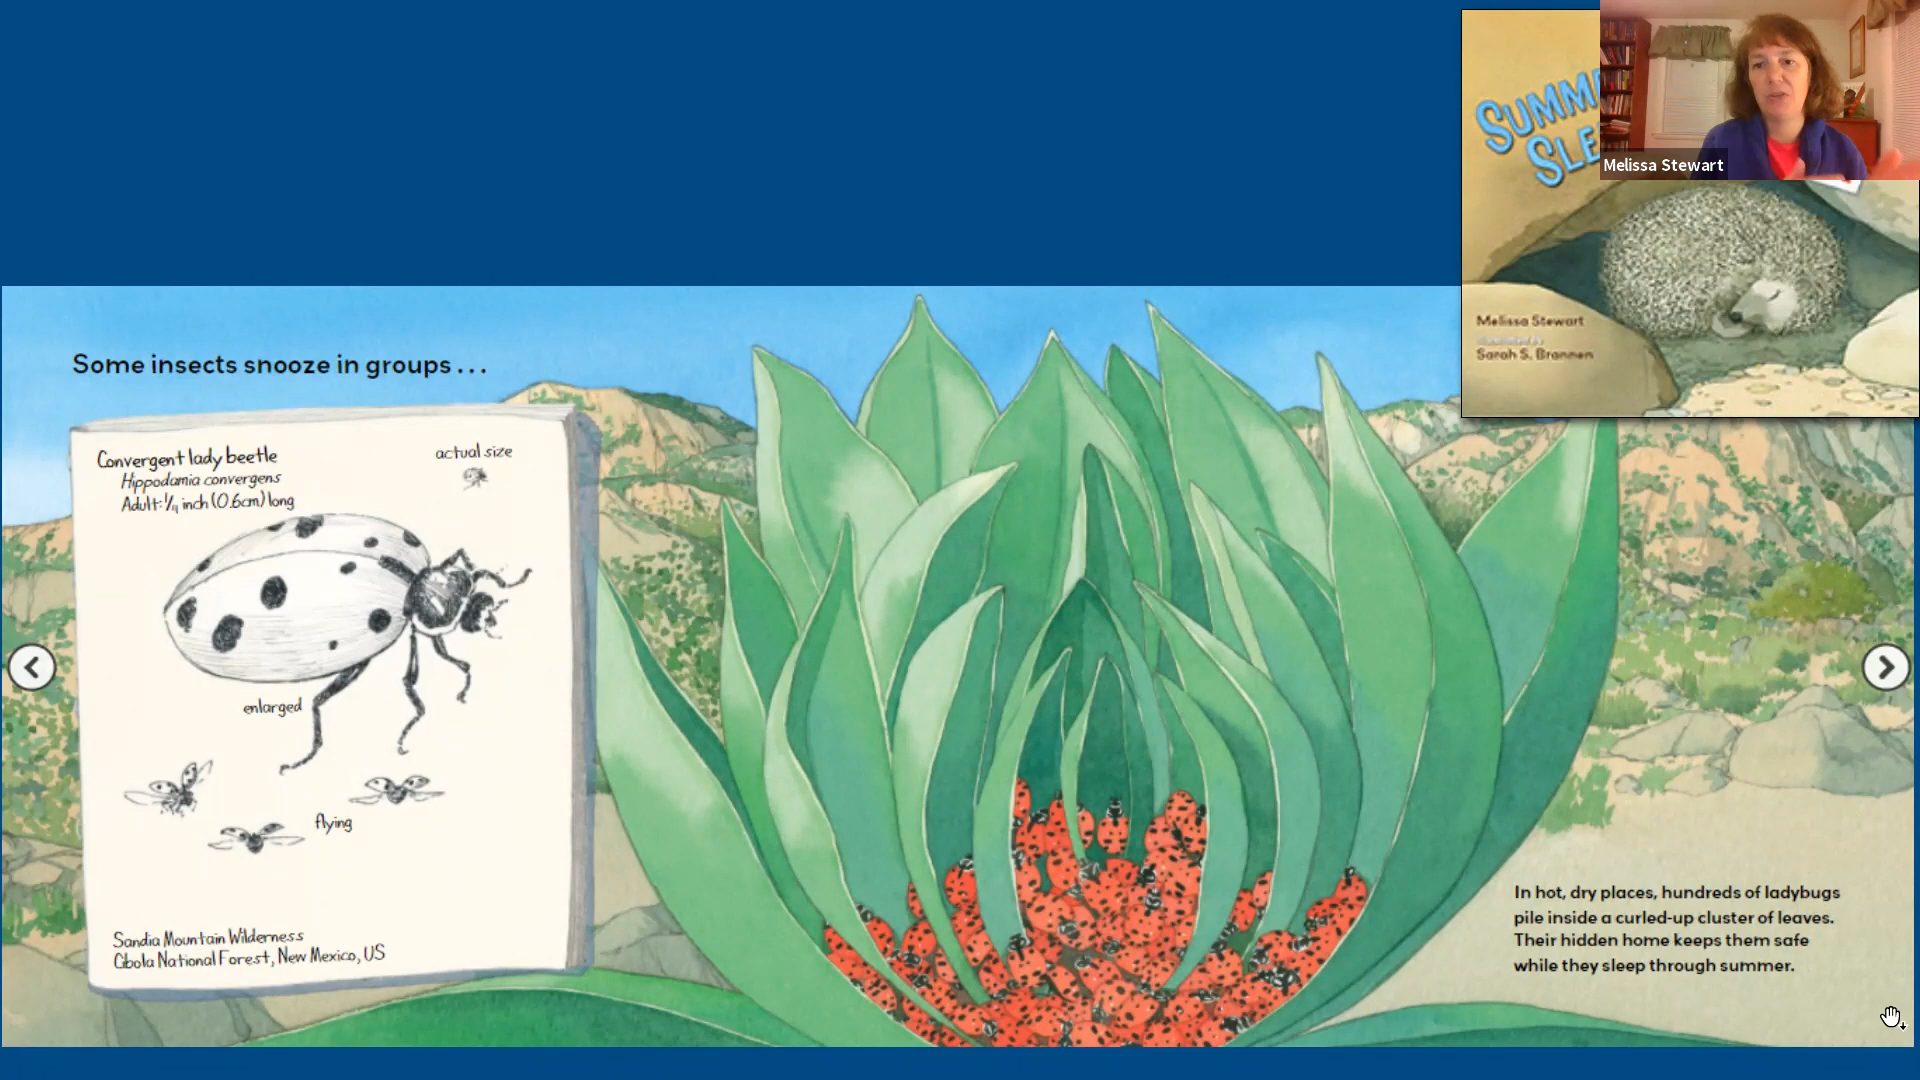 Some insects snooze in groups . . .
Convergent lady beetle
Hippodamia convergens
Adult: 1/4 inch (0.6cm) long
actual size
enlarged
flying
Sandia Mountain Wilderness
Cibola National Forest, New Mexico, US
In hot, dry places, hundreds of ladybugs
pile inside a curled-up cluster of leaves.
Their hidden home keeps them safe
while they sleep through summer.
Melissa Stewart
Melissa Stewart
Sarah S. Brannen